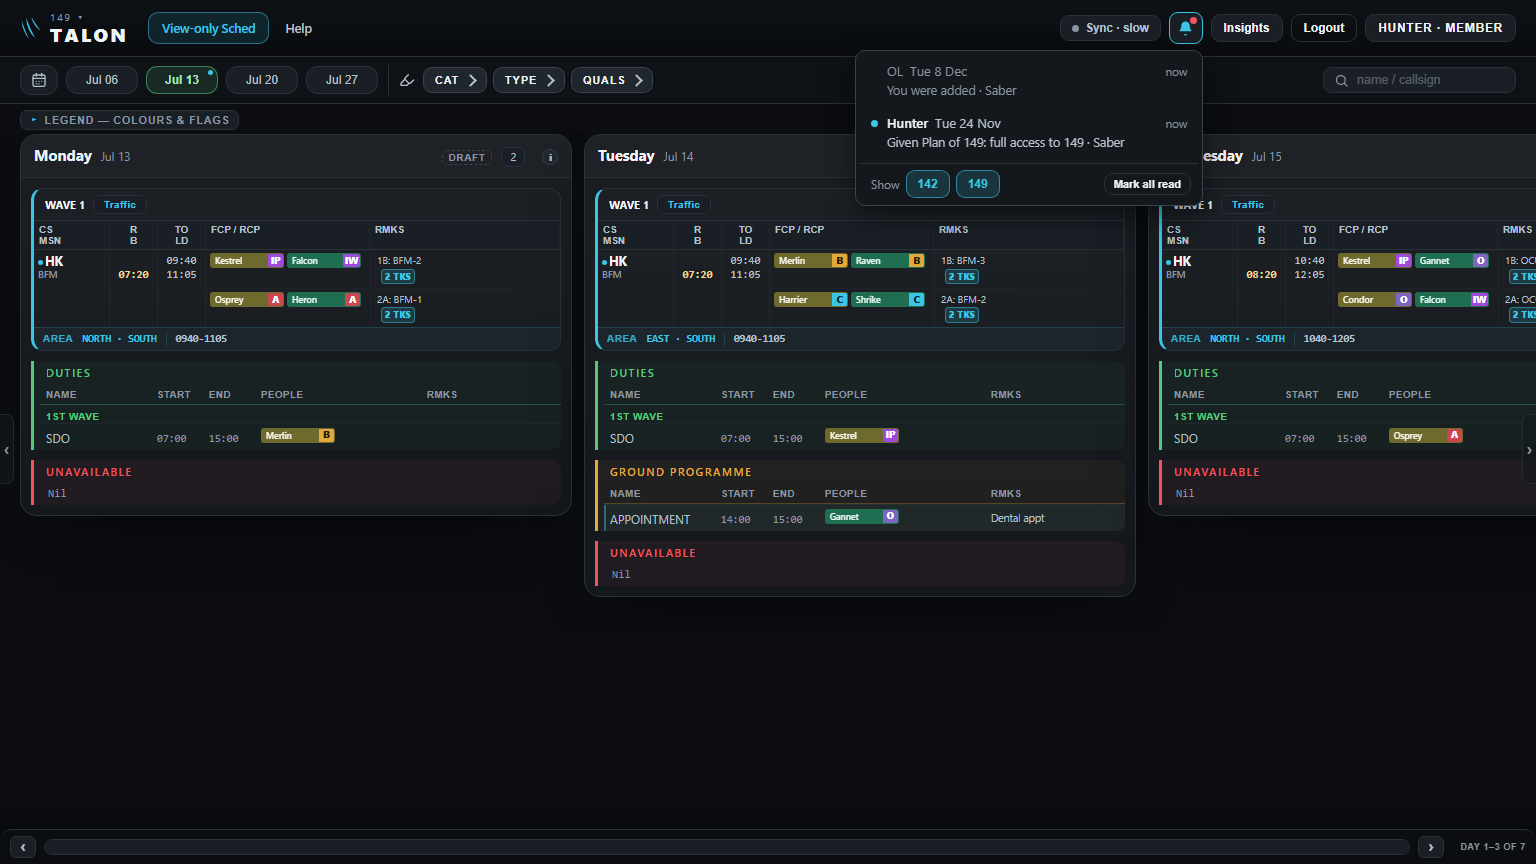 149 ▾
TALON
View-only Sched
Help
Sync · slow
Insights
Logout
HUNTER · MEMBER
Jul 06
Jul 13
Jul 20
Jul 27
CAT
TYPE
QUALS
name / callsign
OL Tue 8 Dec now
You were added · Saber
Hunter Tue 24 Nov now
Given Plan of 149: full access to 149 · Saber
Show 142 149 Mark all read
LEGEND — COLOURS & FLAGS
Monday Jul 13 DRAFT 2 i
WAVE 1 Traffic
CS R TO FCP / RCP RMKS
MSN B LD
HK 09:40 Kestrel IP Falcon IW 1B: BFM-2
BFM 07:20 11:05 2 TKS
Osprey A Heron A 2A: BFM-1
2 TKS
AREA NORTH · SOUTH 0940-1105
DUTIES
NAME START END PEOPLE RMKS
1ST WAVE
SDO 07:00 15:00 Merlin B
UNAVAILABLE
Nil
Tuesday Jul 14
WAVE 1 Traffic
CS R TO FCP / RCP RMKS
MSN B LD
HK 09:40 Merlin B Raven B 1B: BFM-3
BFM 07:20 11:05 2 TKS
Harrier C Shrike C 2A: BFM-2
2 TKS
AREA EAST · SOUTH 0940-1105
DUTIES
NAME START END PEOPLE RMKS
1ST WAVE
SDO 07:00 15:00 Kestrel IP
GROUND PROGRAMME
NAME START END PEOPLE RMKS
APPOINTMENT 14:00 15:00 Gannet O Dental appt
UNAVAILABLE
Nil
esday Jul 15
WAVE 1 Traffic
CS R TO FCP / RCP RMKS
MSN B LD
HK 10:40 Kestrel IP Gannet O 1B: OCU
BFM 08:20 12:05 2 TKS
Condor O Falcon IW 2A: OCU
2 TKS
AREA NORTH · SOUTH 1040-1205
DUTIES
NAME START END PEOPLE
1ST WAVE
SDO 07:00 15:00 Osprey A
UNAVAILABLE
Nil
DAY 1–3 OF 7